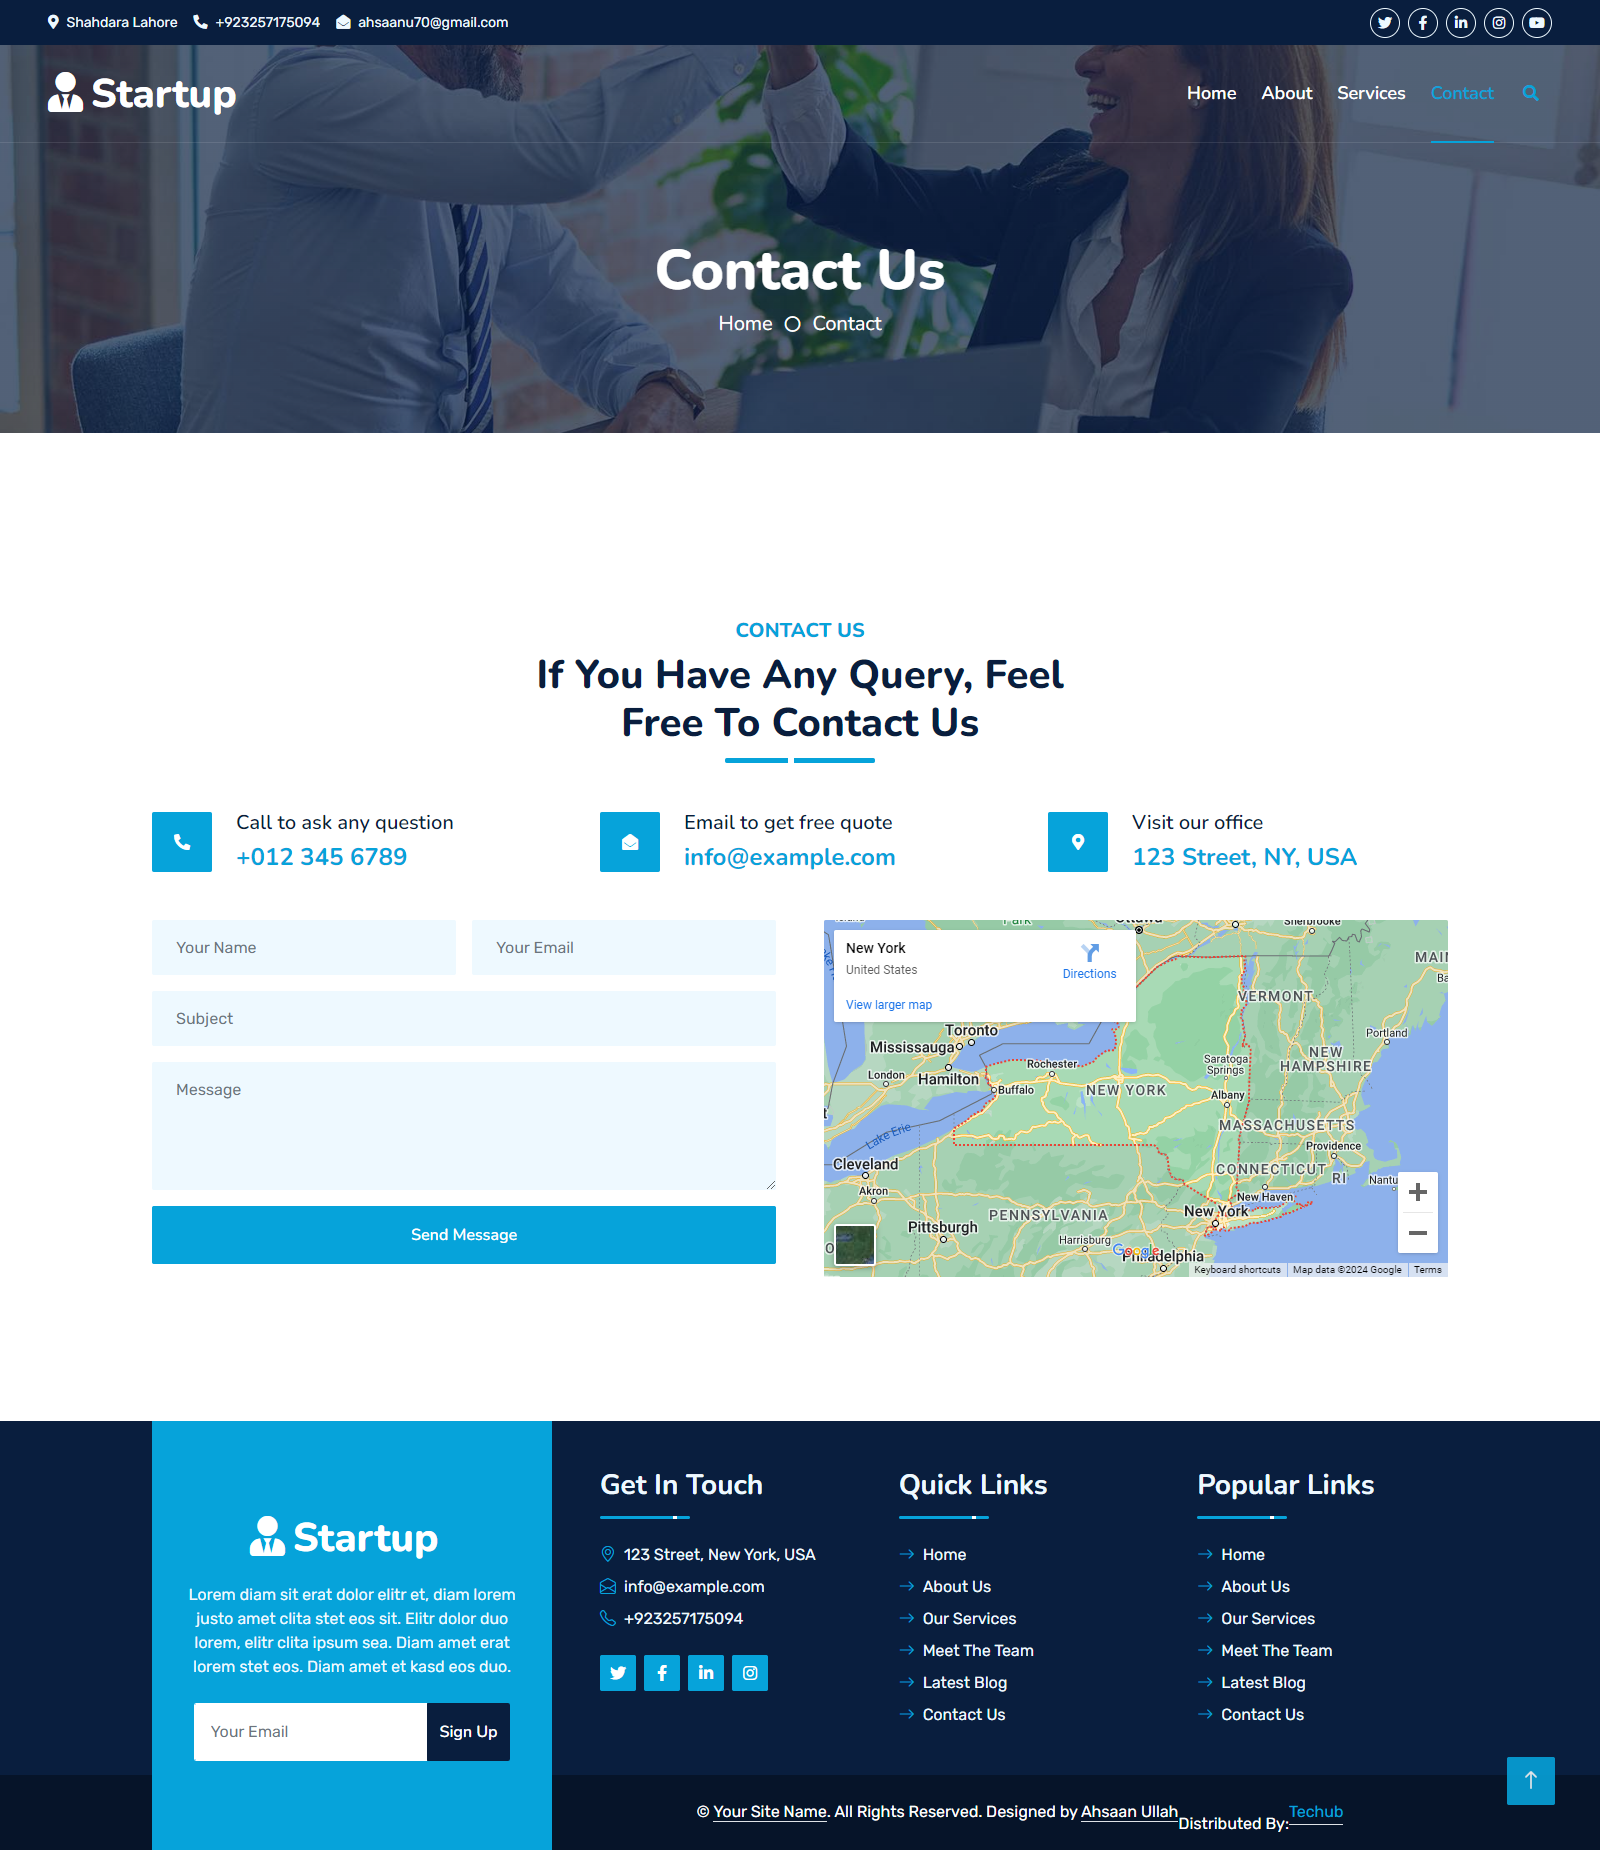 Shahdara Lahore +923257175094 ahsaanu70@gmail.com
Startup
Home About Services Contact
Contact Us
Home Contact
CONTACT US
If You Have Any Query, Feel
Free To Contact Us
Call to ask any question
+012 345 6789
Email to get free quote
info@example.com
Visit our office
123 Street, NY, USA
Your Name
Your Email
Subject
Message
Send Message
New York
United States
Directions
View larger map
Park
Ottawa
Sherbrooke
VERMONT
Portland
Toronto
Mississauga
London
Hamilton
Rochester
Buffalo
NEW YORK
Saratoga
Springs
NEW
HAMPSHIRE
Albany
MASSACHUSETTS
Providence
Lake Erie
Cleveland
Akron
CONNECTICUT
RI
Nantu
New Haven
New York
PENNSYLVANIA
Pittsburgh
Harrisburg
Philadelphia
Google
Keyboard shortcuts Map data ©2024 Google Terms
Startup
Lorem diam sit erat dolor elitr et, diam lorem
justo amet clita stet eos sit. Elitr dolor duo
lorem, elitr clita ipsum sea. Diam amet erat
lorem stet eos. Diam amet et kasd eos duo.
Your Email
Sign Up
Get In Touch
123 Street, New York, USA
info@example.com
+923257175094
Quick Links
Home
About Us
Our Services
Meet The Team
Latest Blog
Contact Us
Popular Links
Home
About Us
Our Services
Meet The Team
Latest Blog
Contact Us
© Your Site Name. All Rights Reserved. Designed by Ahsaan Ullah
Distributed By: Techub